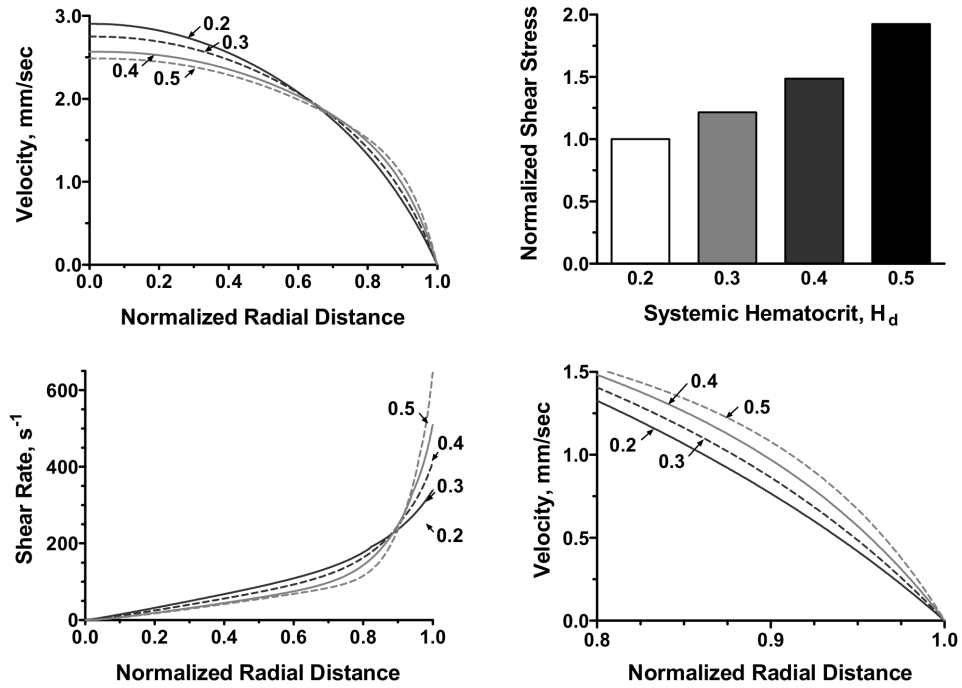 3.0
2.0
1.0
0.0
0.0 0.2 0.4 0.6 0.8 1.0
0.2
0.3
0.4
0.5
Velocity, mm/sec
Normalized Radial Distance
2.0
1.5
1.0
0.5
0.0
0.2 0.3 0.4 0.5
Normalized Shear Stress
Systemic Hematocrit, Hd
600
400
200
0
0.0 0.2 0.4 0.6 0.8 1.0
0.5
0.4
0.3
0.2
Shear Rate, s-1
Normalized Radial Distance
1.5
1.0
0.5
0.0
0.8 0.9 1.0
0.4
0.5
0.2
0.3
Velocity, mm/sec
Normalized Radial Distance